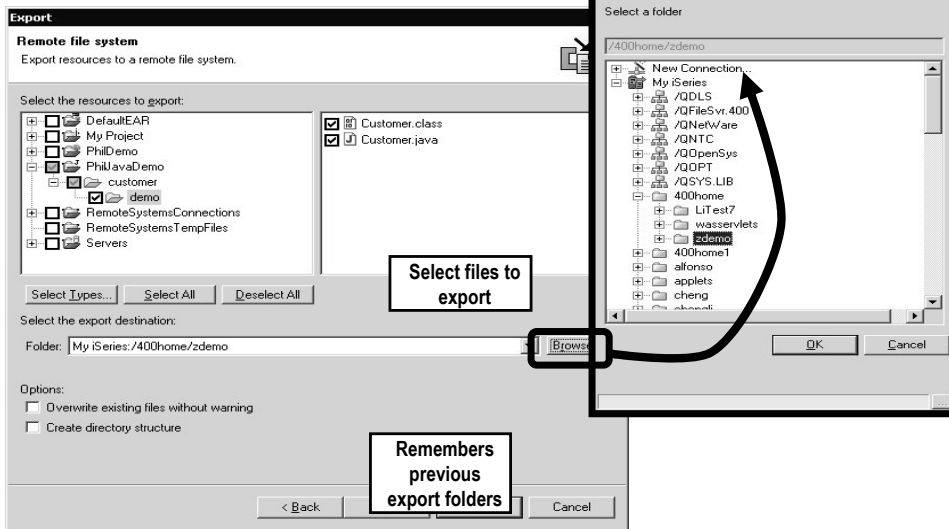 Export
Remote file system
Export resources to a remote file system.
Select the resources to export:
DefaultEAR
My Project
PhilDemo
PhilJavaDemo
customer
demo
RemoteSystemsConnections
RemoteSystemsTempFiles
Servers
Customer.class
Customer.java
Select files to
export
Select Types...
Select All
Deselect All
Select the export destination:
Folder:
My iSeries:/400home/zdemo
Options:
Overwrite existing files without warning
Create directory structure
Remembers
previous
export folders
< Back
Cancel
Select a folder
/400home/zdemo
New Connection...
My iSeries
/QDLS
/QFileSvr.400
/QNetWare
/QNTC
/QOpenSys
/QOPT
/QSYS.LIB
400home
LiTest7
wasservlets
zdemo
400home1
alfonso
applets
cheng
OK
Cancel
...